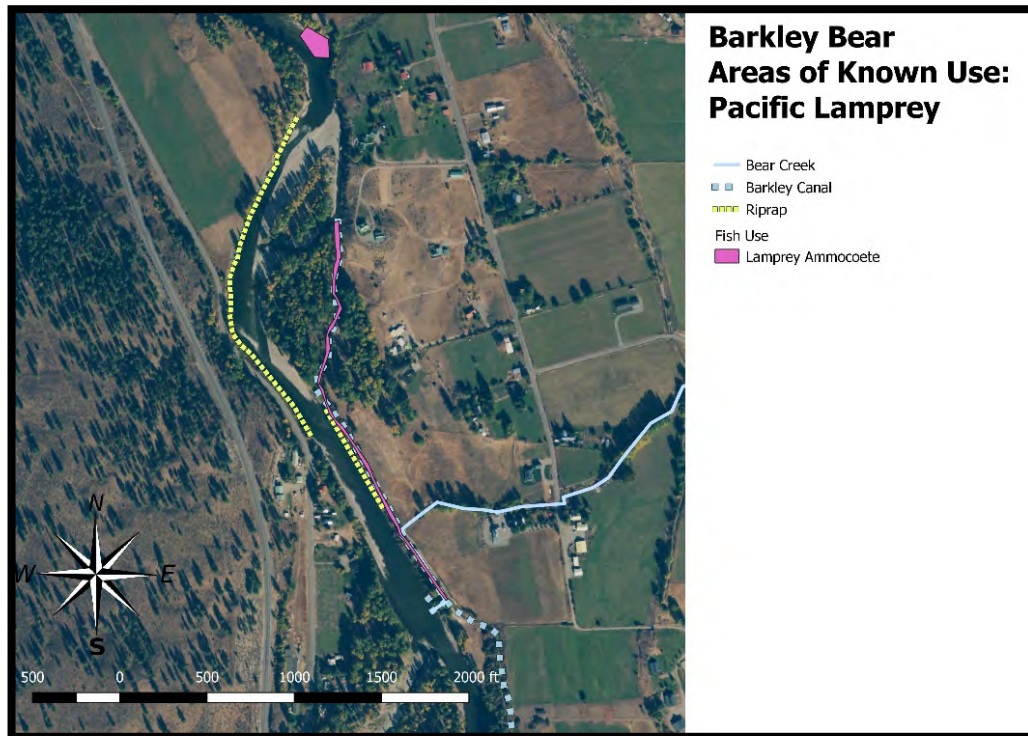 Barkley Bear
Areas of Known Use:
Pacific Lamprey
Bear Creek
Barkley Canal
Riprap
Fish Use
Lamprey Ammocoete
N
W E
S
500 0 500 1000 1500 2000 ft